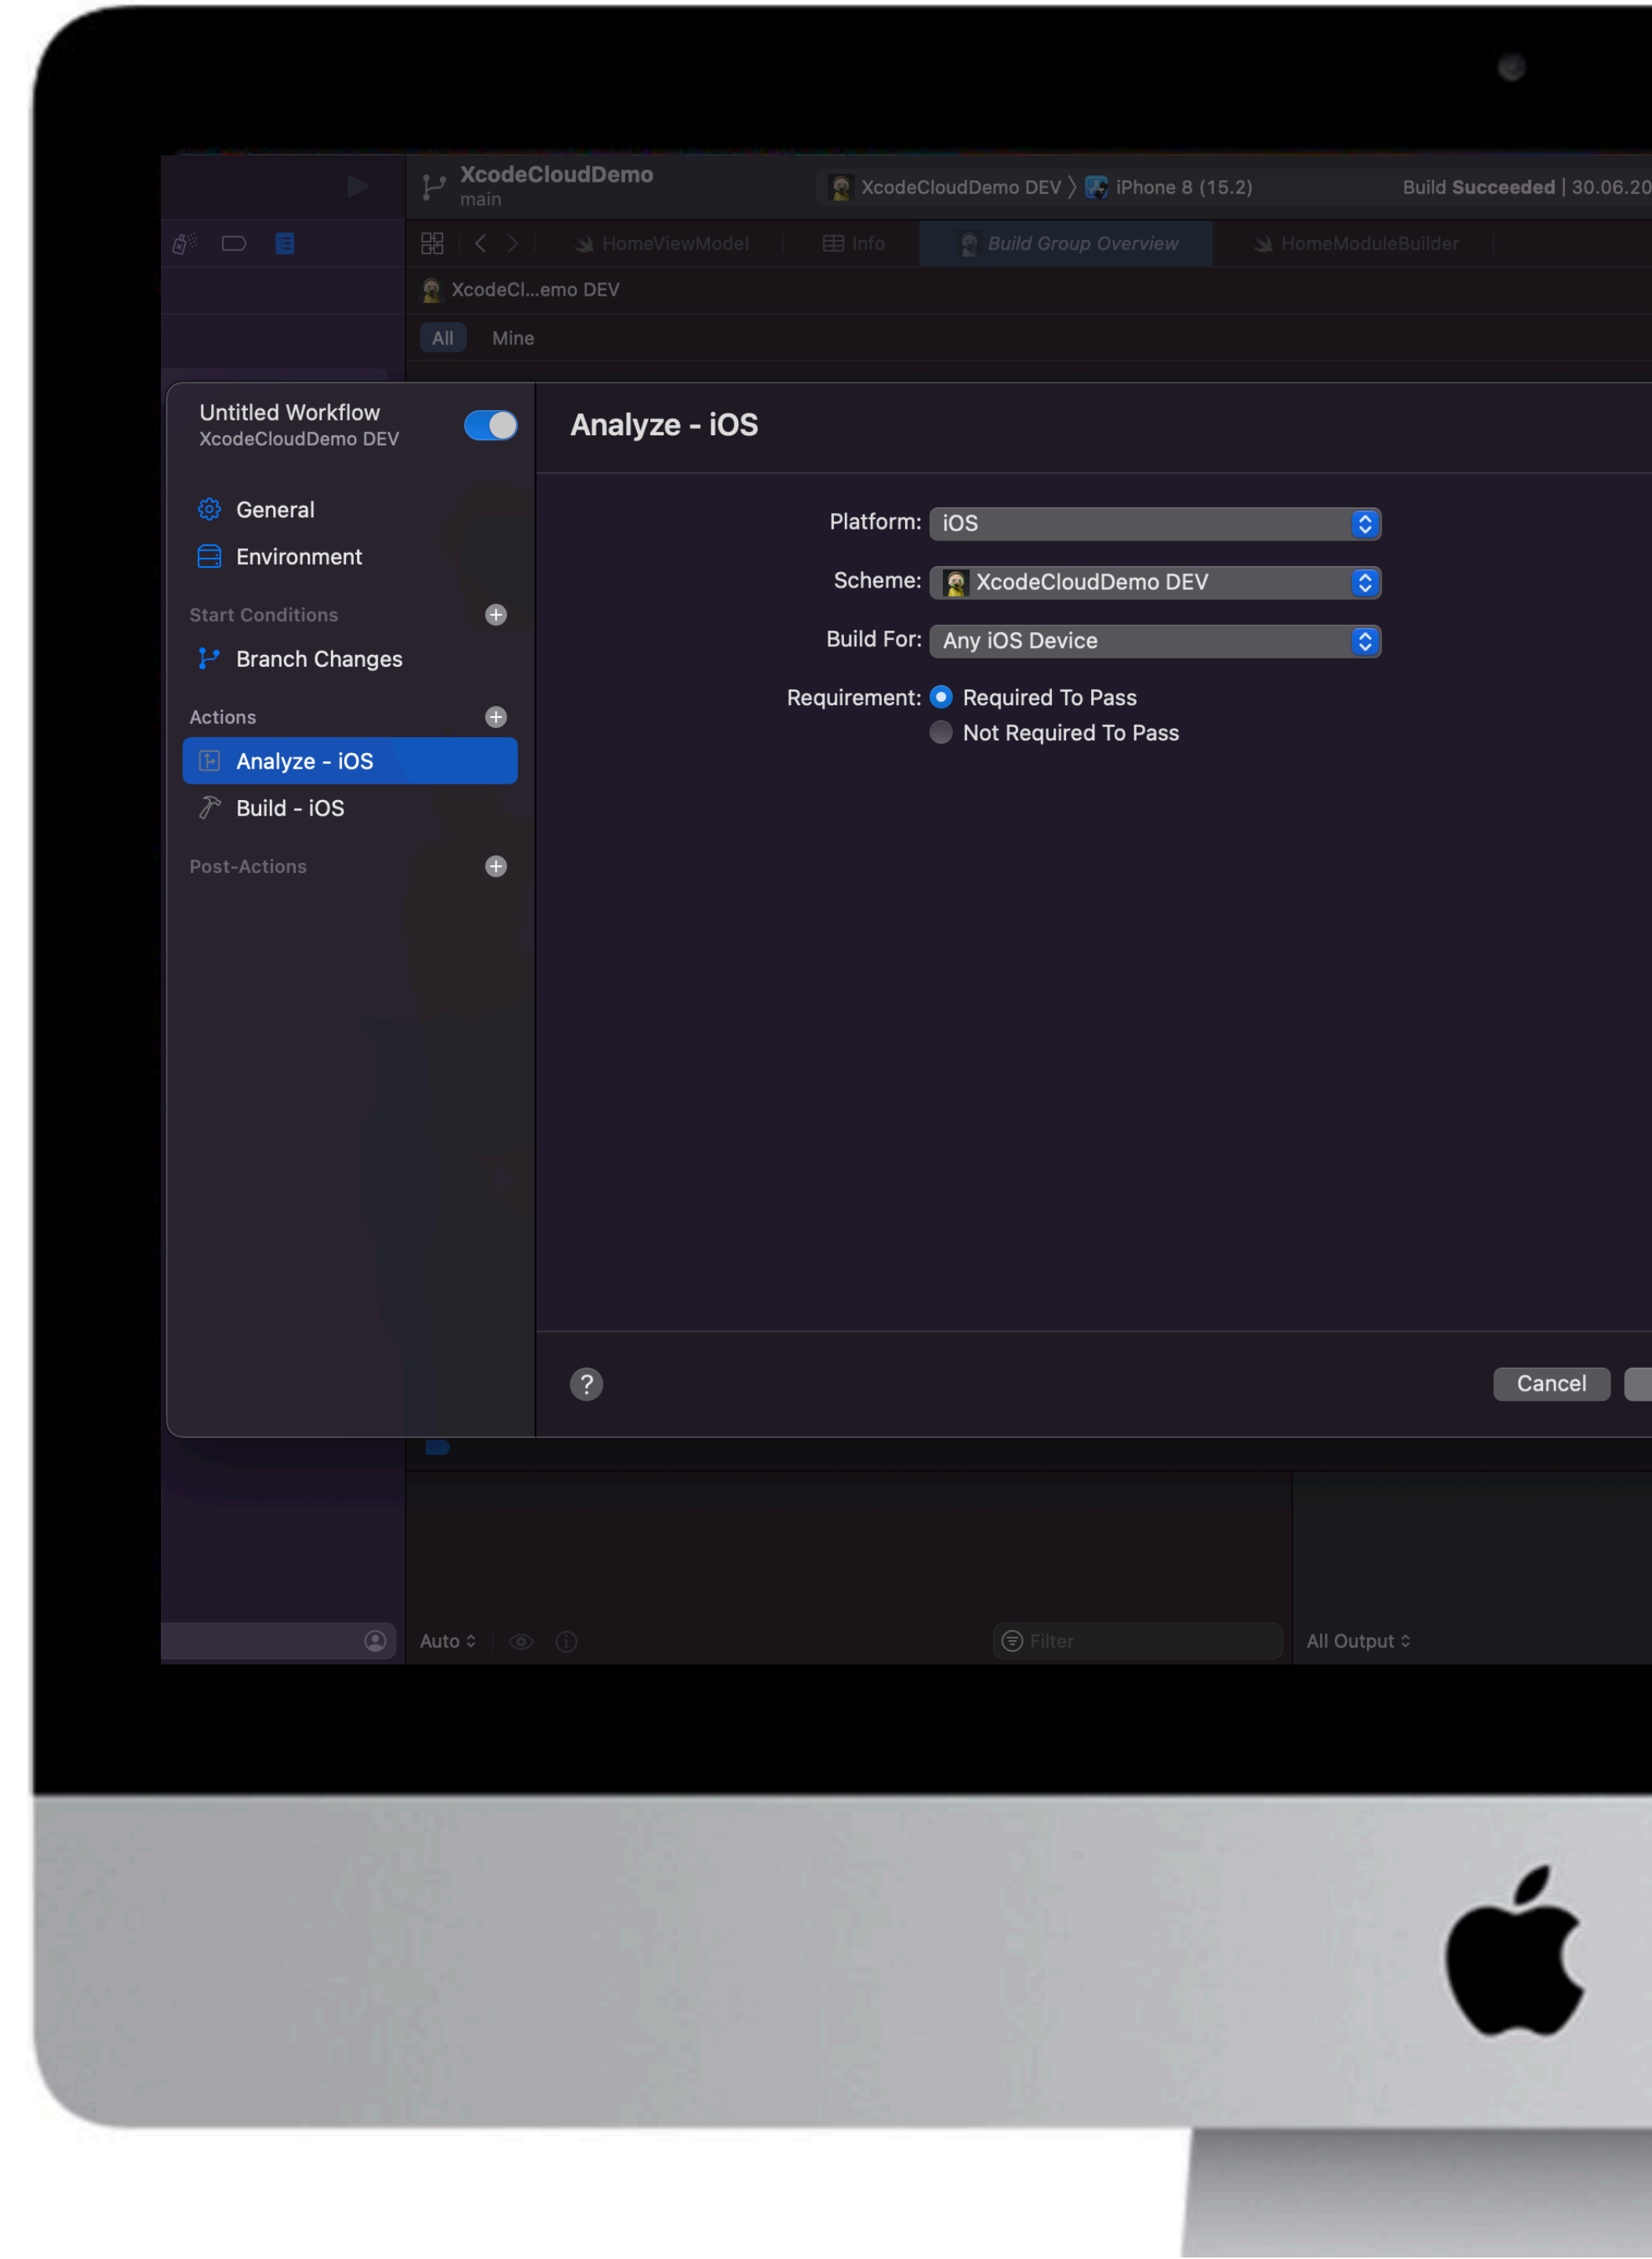 XcodeCloudDemo
main
XcodeCloudDemo DEV
iPhone 8 (15.2)
Build Succeeded | 30.06.20
HomeViewModel
Info
Build Group Overview
HomeModuleBuilder
XcodeCl...emo DEV
All
Mine
Untitled Workflow
XcodeCloudDemo DEV
General
Environment
Start Conditions
Branch Changes
Actions
Analyze - iOS
Build - iOS
Post-Actions
Analyze - iOS
Platform: iOS
Scheme: XcodeCloudDemo DEV
Build For: Any iOS Device
Requirement: Required To Pass
Not Required To Pass
?
Cancel
Auto
Filter
All Output